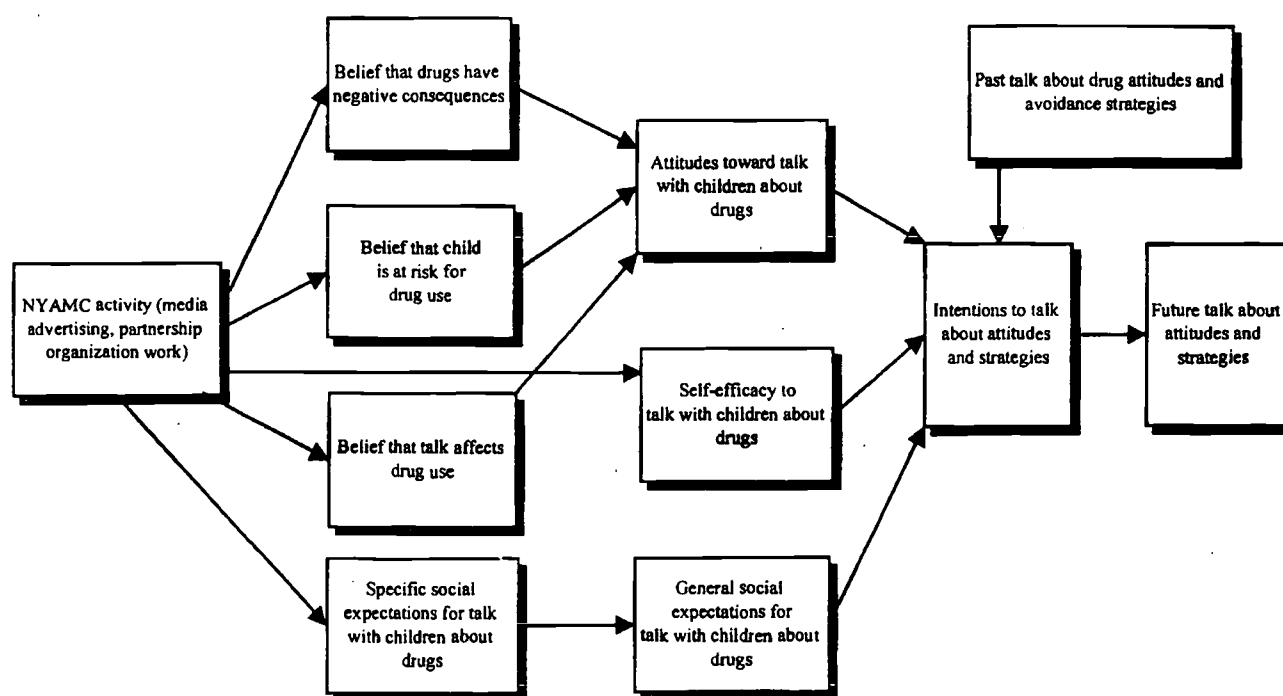 Belief that drugs have
negative consequences
Past talk about drug attitudes and
avoidance strategies
Attitudes toward talk
with children about
drugs
Belief that child
is at risk for
drug use
NYAMC activity (media
advertising, partnership
organization work)
Intentions to talk
about attitudes
and strategies
Future talk about
attitudes and
strategies
Self-efficacy to
talk with children about
drugs
Belief that talk affects
drug use
Specific social
expectations for talk
with children about
drugs
General social
expectations for
talk with children about
drugs